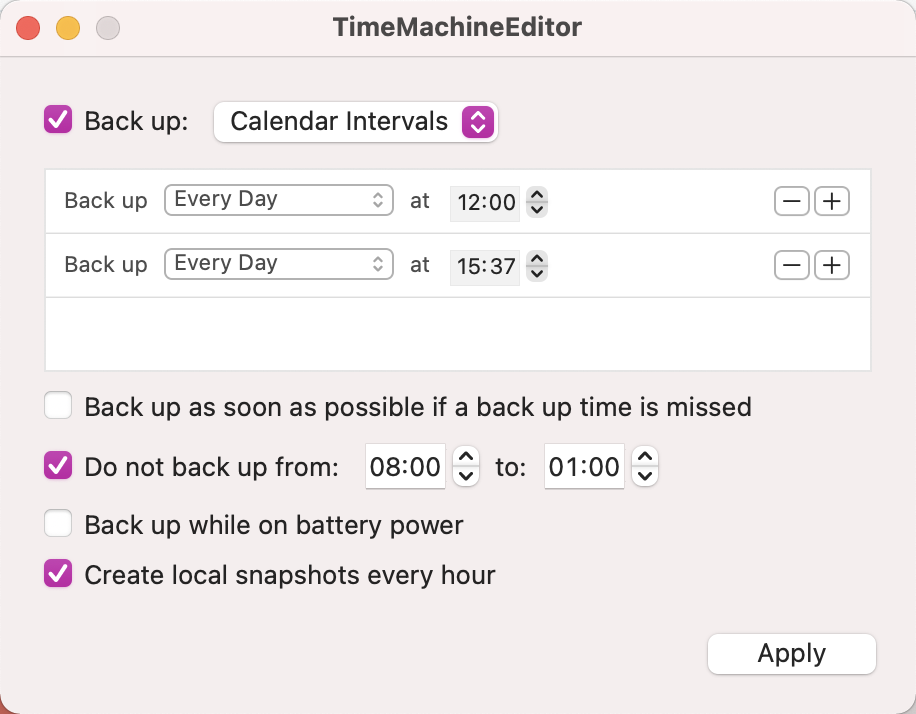 TimeMachineEditor
Back up: Calendar Intervals
Back up Every Day at 12:00
Back up Every Day at 15:37
Back up as soon as possible if a back up time is missed
Do not back up from: 08:00 to: 01:00
Back up while on battery power
Create local snapshots every hour
Apply